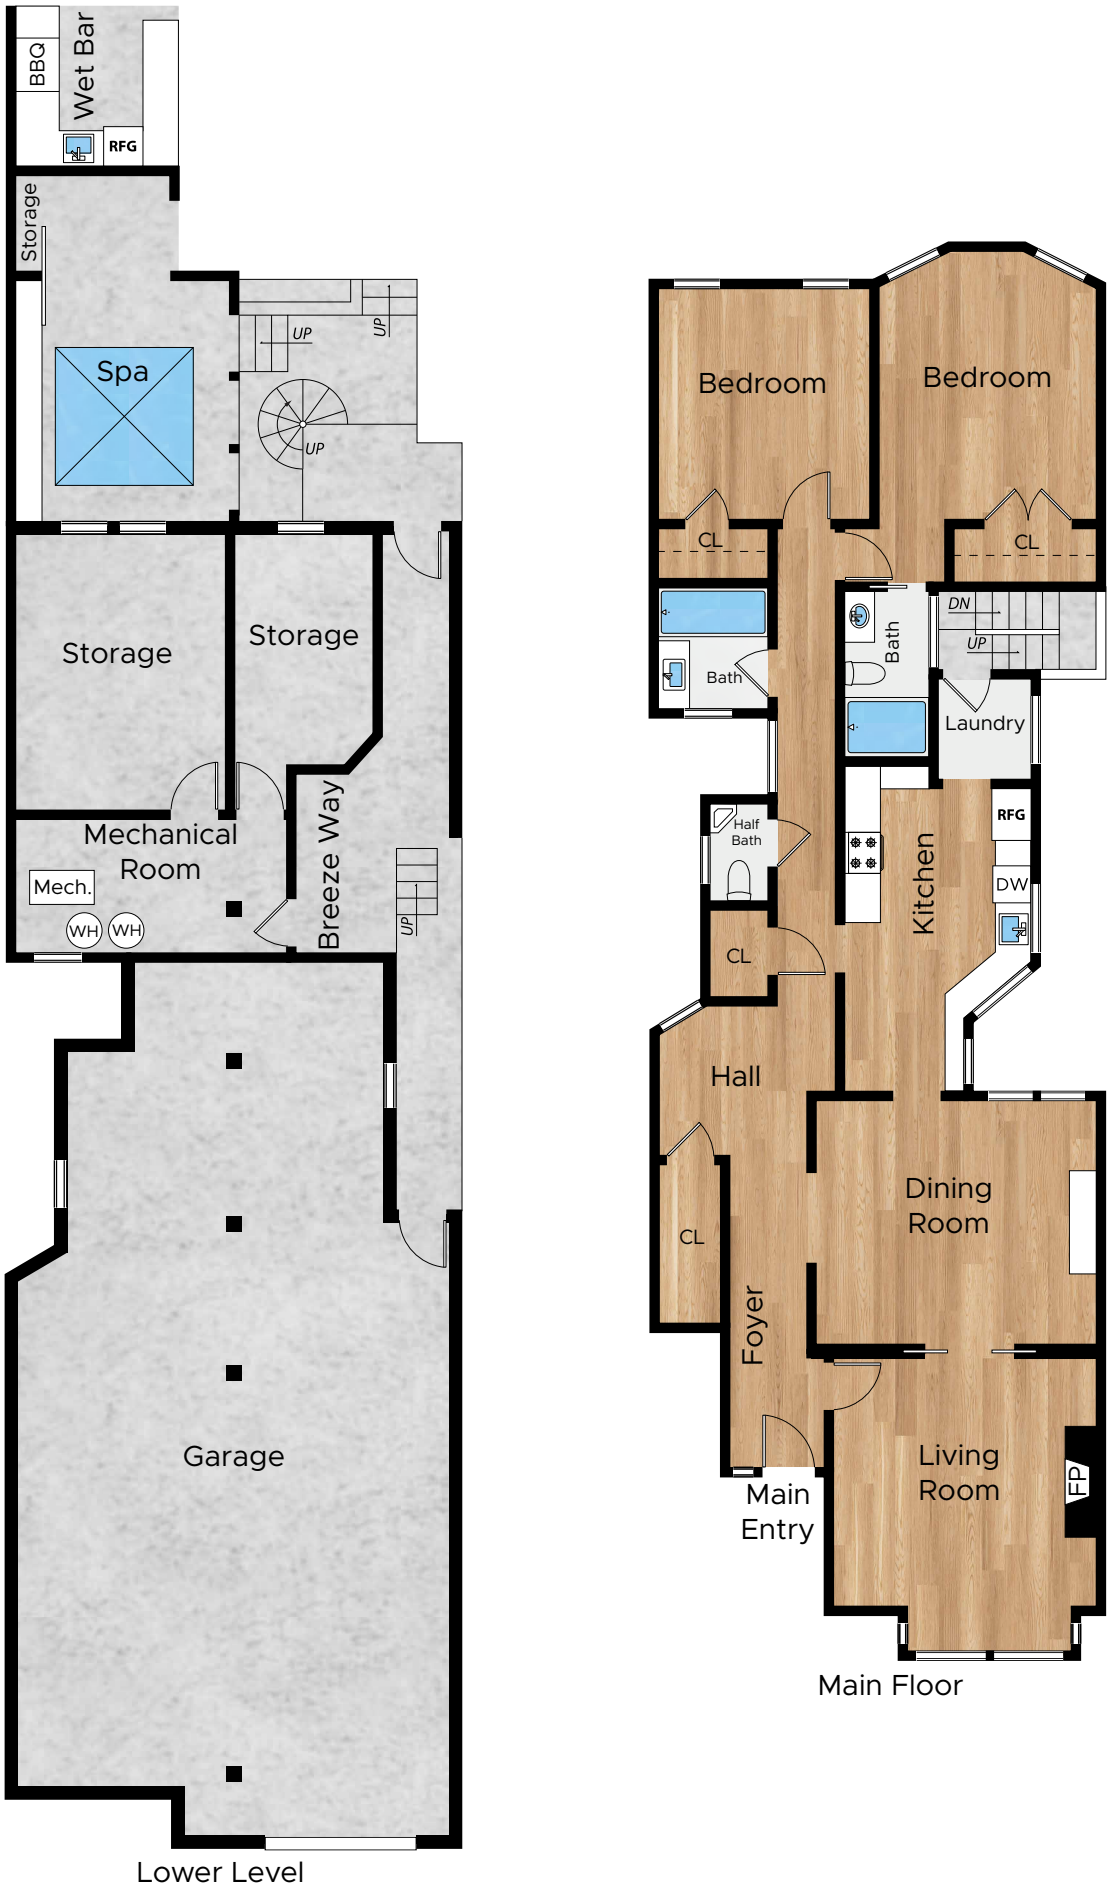 BBQ
Wet Bar
RFG
Storage
Spa
UP
UP
UP
Storage
Storage
Mechanical
Room
Mech.
WH
WH
Breeze Way
UP
Garage
Lower Level
Bedroom
Bedroom
CL
CL
Bath
Bath
DN
UP
Laundry
Half
Bath
Kitchen
RFG
DW
CL
Hall
Dining
Room
CL
Foyer
Living
Room
FP
Main
Entry
Main Floor